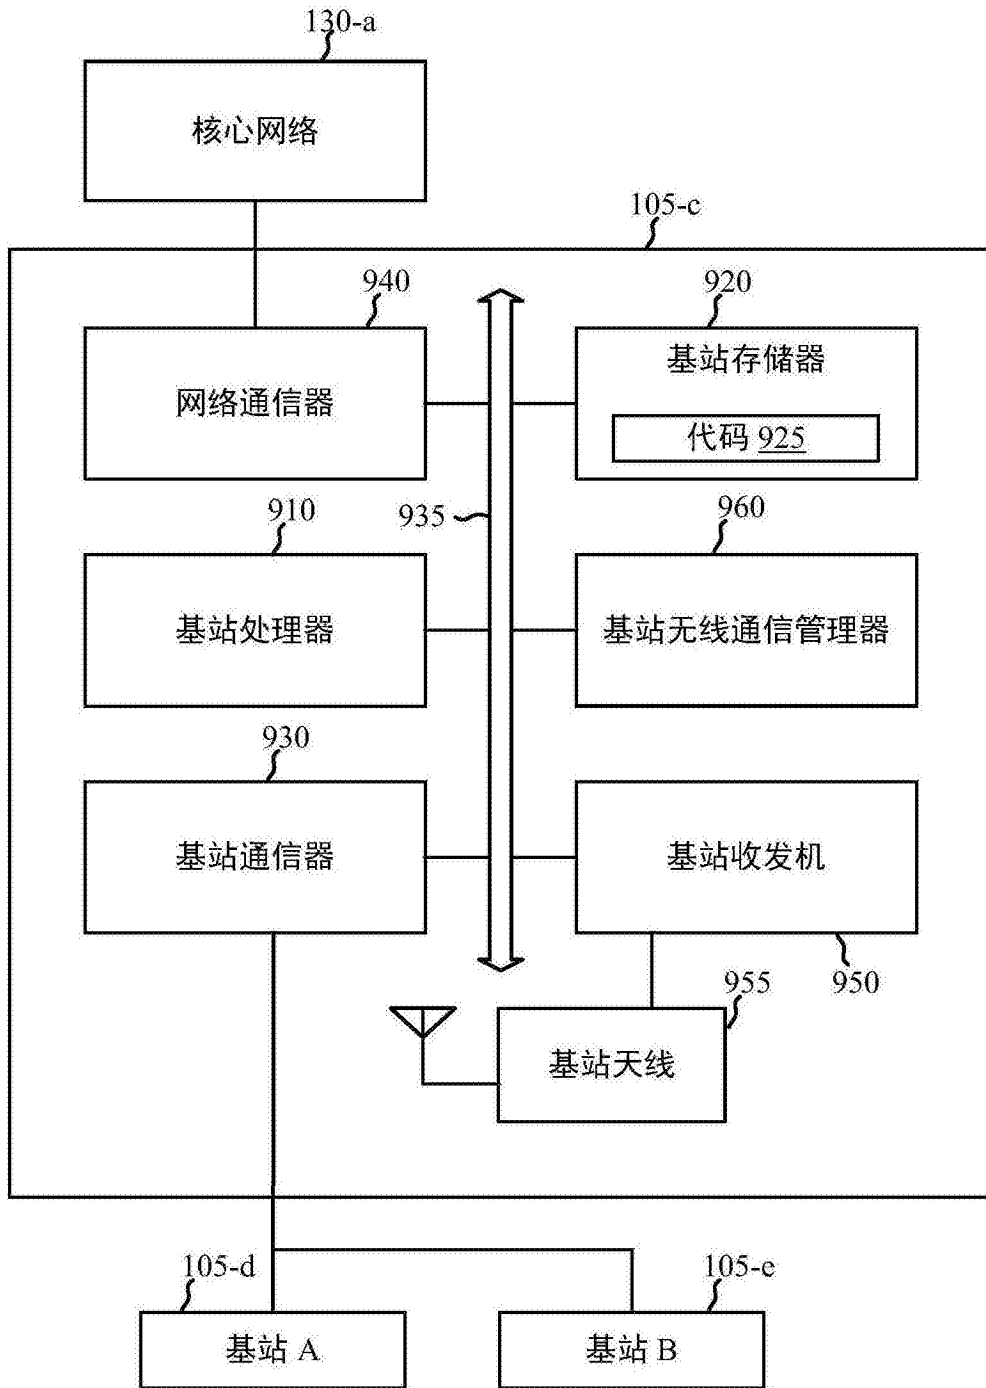 130-a
核心网络
105-c
940
920
网络通信器
基站存储器
代码 925
935
910
960
基站处理器
基站无线通信管理器
930
基站通信器
基站收发机
950
955
基站天线
105-d
105-e
基站 A
基站 B